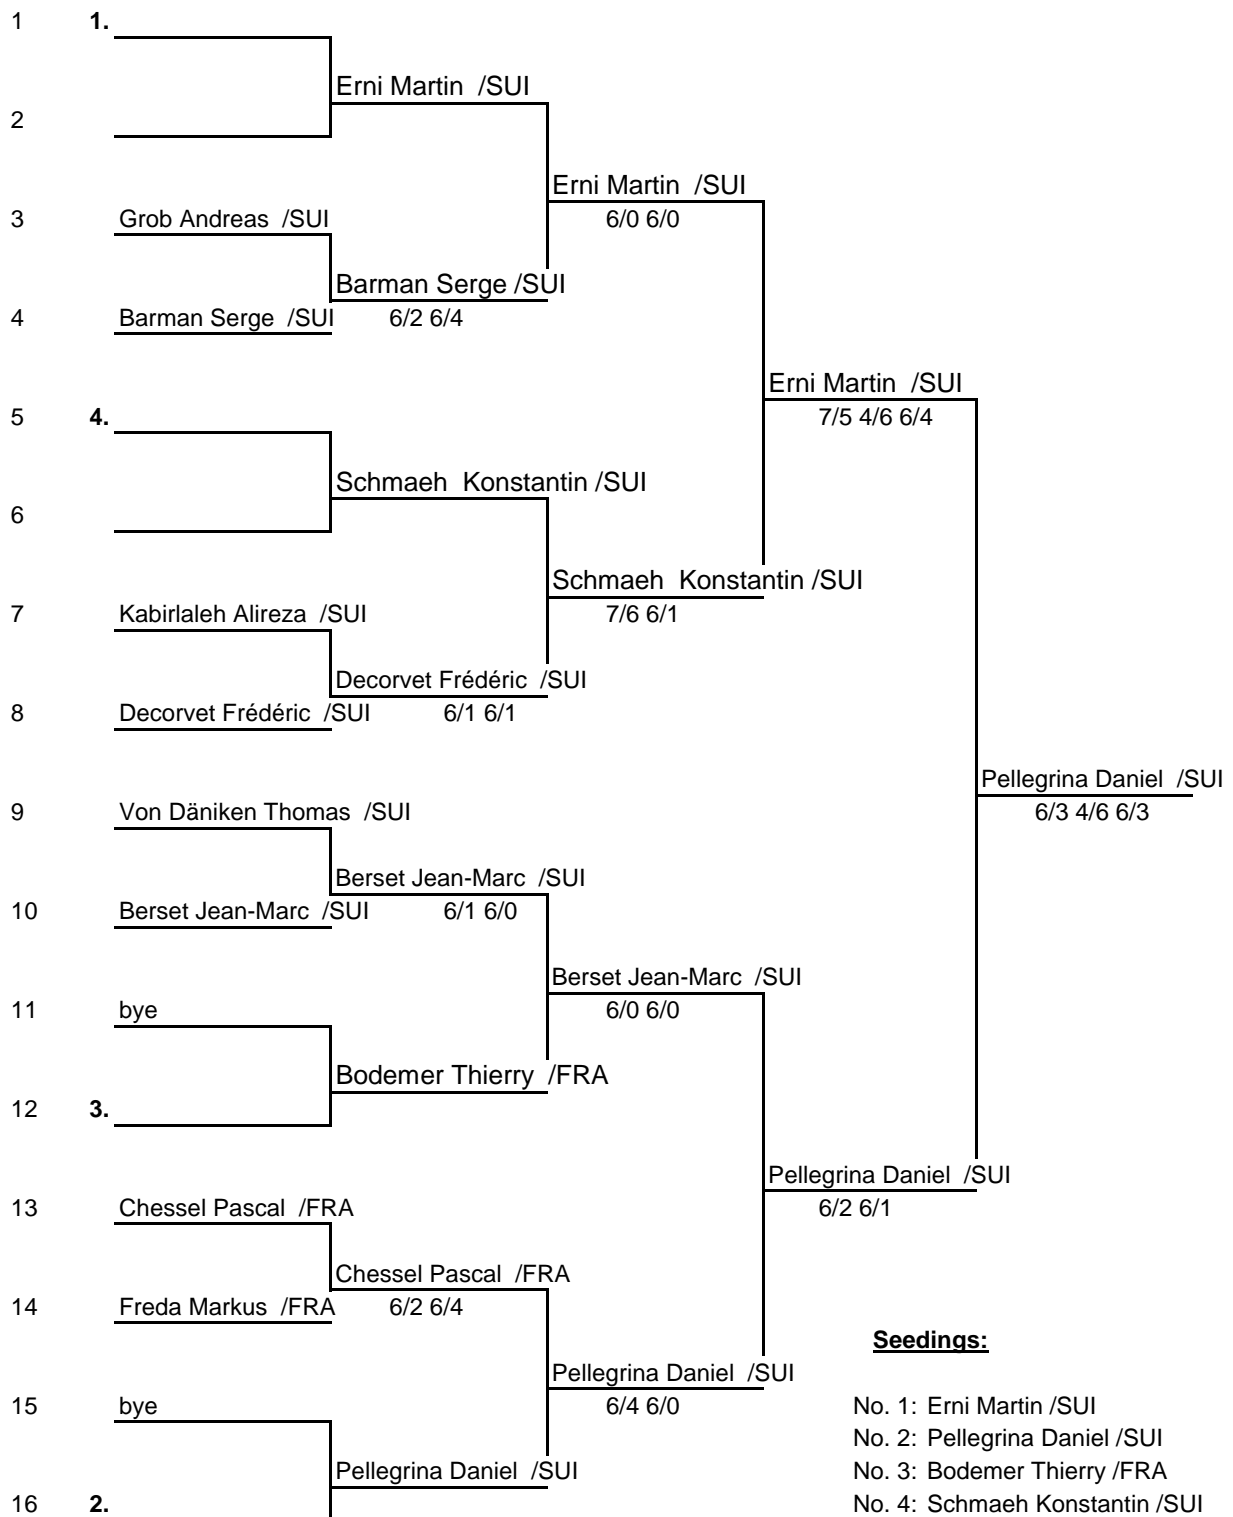 1 1.
Erni Martin /SUI
2
Erni Martin /SUI
3 Grob Andreas /SUI 6/0 6/0
Barman Serge /SUI
4 Barman Serge /SUI 6/2 6/4
Erni Martin /SUI
5 4. 7/5 4/6 6/4
Schmaeh Konstantin /SUI
6
Schmaeh Konstantin /SUI
7 Kabirlaleh Alireza /SUI 7/6 6/1
Decorvet Frédéric /SUI
8 Decorvet Frédéric /SUI 6/1 6/1
Pellegrina Daniel /SUI
9 Von Däniken Thomas /SUI 6/3 4/6 6/3
Berset Jean-Marc /SUI
10 Berset Jean-Marc /SUI 6/1 6/0
Berset Jean-Marc /SUI
11 bye 6/0 6/0
Bodemer Thierry /FRA
12 3.
Pellegrina Daniel /SUI
13 Chessel Pascal /FRA 6/2 6/1
Chessel Pascal /FRA
14 Freda Markus /FRA 6/2 6/4
Seedings:
Pellegrina Daniel /SUI
15 bye 6/4 6/0 No. 1: Erni Martin /SUI
No. 2: Pellegrina Daniel /SUI
Pellegrina Daniel /SUI No. 3: Bodemer Thierry /FRA
16 2. No. 4: Schmaeh Konstantin /SUI